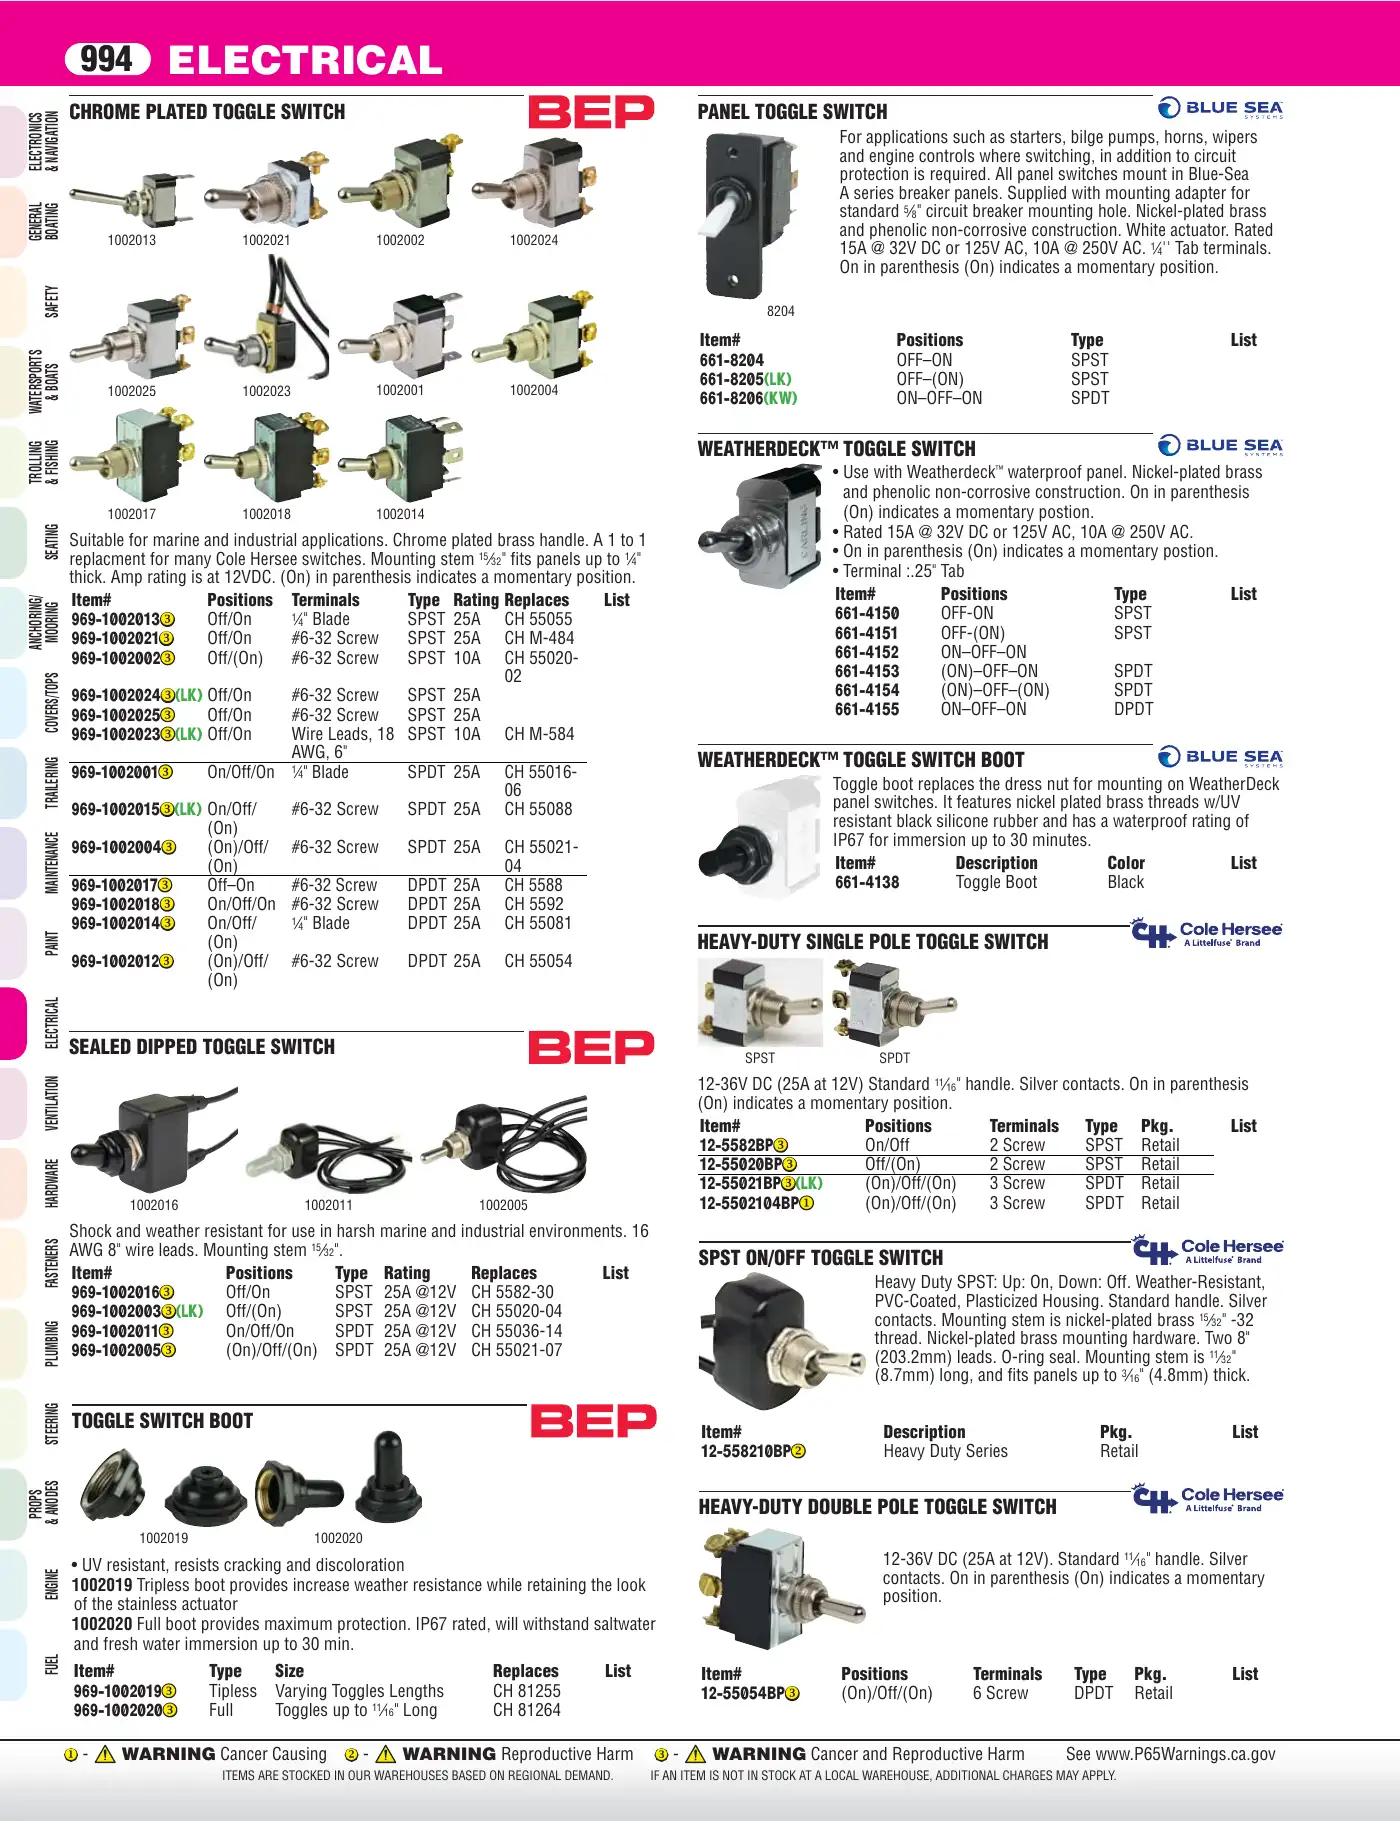 994 ELECTRICAL
ELECTRONICS
& NAVIGATION
GENERAL
BOATING
SAFETY
WATERSPORTS
& BOATS
TROLLING
& FISHING
SEATING
ANCHORING/
MOORING
COVERS/TOPS
TRAILERING
MAINTENANCE
PAINT
ELECTRICAL
VENTILATION
HARDWARE
FASTENERS
PLUMBING
STEERING
PROPS
& ANODES
ENGINE
FUEL
CHROME PLATED TOGGLE SWITCH BEP
1002013 1002021 1002002 1002024
1002025 1002023 1002001 1002004
1002017 1002018 1002014
Suitable for marine and industrial applications. Chrome plated brass handle. A 1 to 1
replacment for many Cole Hersee switches. Mounting stem 15⁄32" fits panels up to 1⁄4"
thick. Amp rating is at 12VDC. (On) in parenthesis indicates a momentary position.
Item# Positions Terminals Type Rating Replaces List
969-1002013 3 Off/On 1⁄4" Blade SPST 25A CH 55055
969-1002021 3 Off/On #6-32 Screw SPST 25A CH M-484
969-1002002 3 Off/(On) #6-32 Screw SPST 10A CH 55020-
02
969-1002024 3 (LK) Off/On #6-32 Screw SPST 25A
969-1002025 3 Off/On #6-32 Screw SPST 25A
969-1002023 3 (LK) Off/On Wire Leads, 18 SPST 10A CH M-584
AWG, 6"
969-1002001 3 On/Off/On 1⁄4" Blade SPDT 25A CH 55016-
06
969-1002015 3 (LK) On/Off/ #6-32 Screw SPDT 25A CH 55088
(On)
969-1002004 3 (On)/Off/ #6-32 Screw SPDT 25A CH 55021-
(On) 04
969-1002017 3 Off–On #6-32 Screw DPDT 25A CH 5588
969-1002018 3 On/Off/On #6-32 Screw DPDT 25A CH 5592
969-1002014 3 On/Off/ 1⁄4" Blade DPDT 25A CH 55081
(On)
969-1002012 3 (On)/Off/ #6-32 Screw DPDT 25A CH 55054
(On)
SEALED DIPPED TOGGLE SWITCH BEP
1002016 1002011 1002005
Shock and weather resistant for use in harsh marine and industrial environments. 16
AWG 8" wire leads. Mounting stem 15⁄32".
Item# Positions Type Rating Replaces List
969-1002016 3 Off/On SPST 25A @12V CH 5582-30
969-1002003 3 (LK) Off/(On) SPST 25A @12V CH 55020-04
969-1002011 3 On/Off/On SPDT 25A @12V CH 55036-14
969-1002005 3 (On)/Off/(On) SPDT 25A @12V CH 55021-07
TOGGLE SWITCH BOOT BEP
1002019 1002020
• UV resistant, resists cracking and discoloration
1002019 Tripless boot provides increase weather resistance while retaining the look
of the stainless actuator
1002020 Full boot provides maximum protection. IP67 rated, will withstand saltwater
and fresh water immersion up to 30 min.
Item# Type Size Replaces List
969-1002019 3 Tipless Varying Toggles Lengths CH 81255
969-1002020 3 Full Toggles up to 11⁄16" Long CH 81264
PANEL TOGGLE SWITCH BLUE SEA SYSTEMS
For applications such as starters, bilge pumps, horns, wipers
and engine controls where switching, in addition to circuit
protection is required. All panel switches mount in Blue-Sea
A series breaker panels. Supplied with mounting adapter for
standard 5⁄8" circuit breaker mounting hole. Nickel-plated brass
and phenolic non-corrosive construction. White actuator. Rated
15A @ 32V DC or 125V AC, 10A @ 250V AC. 1⁄4'' Tab terminals.
On in parenthesis (On) indicates a momentary position.
8204
Item# Positions Type List
661-8204 OFF–ON SPST
661-8205(LK) OFF–(ON) SPST
661-8206(KW) ON–OFF–ON SPDT
WEATHERDECK™ TOGGLE SWITCH BLUE SEA SYSTEMS
• Use with Weatherdeck™ waterproof panel. Nickel-plated brass
and phenolic non-corrosive construction. On in parenthesis
(On) indicates a momentary postion.
• Rated 15A @ 32V DC or 125V AC, 10A @ 250V AC.
• On in parenthesis (On) indicates a momentary postion.
• Terminal :.25" Tab
Item# Positions Type List
661-4150 OFF-ON SPST
661-4151 OFF-(ON) SPST
661-4152 ON–OFF–ON
661-4153 (ON)–OFF–ON SPDT
661-4154 (ON)–OFF–(ON) SPDT
661-4155 ON–OFF–ON DPDT
WEATHERDECK™ TOGGLE SWITCH BOOT BLUE SEA SYSTEMS
Toggle boot replaces the dress nut for mounting on WeatherDeck
panel switches. It features nickel plated brass threads w/UV
resistant black silicone rubber and has a waterproof rating of
IP67 for immersion up to 30 minutes.
Item# Description Color List
661-4138 Toggle Boot Black
HEAVY-DUTY SINGLE POLE TOGGLE SWITCH CH Cole Hersee A Littelfuse Brand
SPST SPDT
12-36V DC (25A at 12V) Standard 11⁄16" handle. Silver contacts. On in parenthesis
(On) indicates a momentary position.
Item# Positions Terminals Type Pkg. List
12-5582BP 3 On/Off 2 Screw SPST Retail
12-55020BP 3 Off/(On) 2 Screw SPST Retail
12-55021BP 3 (LK) (On)/Off/(On) 3 Screw SPDT Retail
12-5502104BP 1 (On)/Off/(On) 3 Screw SPDT Retail
SPST ON/OFF TOGGLE SWITCH CH Cole Hersee A Littelfuse Brand
Heavy Duty SPST: Up: On, Down: Off. Weather-Resistant,
PVC-Coated, Plasticized Housing. Standard handle. Silver
contacts. Mounting stem is nickel-plated brass 15⁄32" -32
thread. Nickel-plated brass mounting hardware. Two 8"
(203.2mm) leads. O-ring seal. Mounting stem is 11⁄32"
(8.7mm) long, and fits panels up to 3⁄16" (4.8mm) thick.
Item# Description Pkg. List
12-558210BP 2 Heavy Duty Series Retail
HEAVY-DUTY DOUBLE POLE TOGGLE SWITCH CH Cole Hersee A Littelfuse Brand
12-36V DC (25A at 12V). Standard 11⁄16" handle. Silver
contacts. On in parenthesis (On) indicates a momentary
position.
Item# Positions Terminals Type Pkg. List
12-55054BP 3 (On)/Off/(On) 6 Screw DPDT Retail
1 - WARNING Cancer Causing 2 - WARNING Reproductive Harm 3 - WARNING Cancer and Reproductive Harm See www.P65Warnings.ca.gov
ITEMS ARE STOCKED IN OUR WAREHOUSES BASED ON REGIONAL DEMAND. IF AN ITEM IS NOT IN STOCK AT A LOCAL WAREHOUSE, ADDITIONAL CHARGES MAY APPLY.